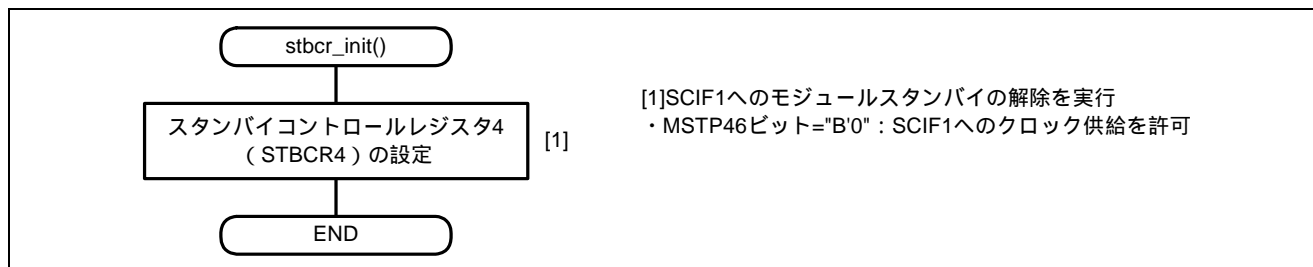 stbcr_init()
スタンバイコントロールレジスタ4
（STBCR4）の設定
[1]
END
[1]SCIF1へのモジュールスタンバイの解除を実行
・MSTP46ビット="B'0"：SCIF1へのクロック供給を許可